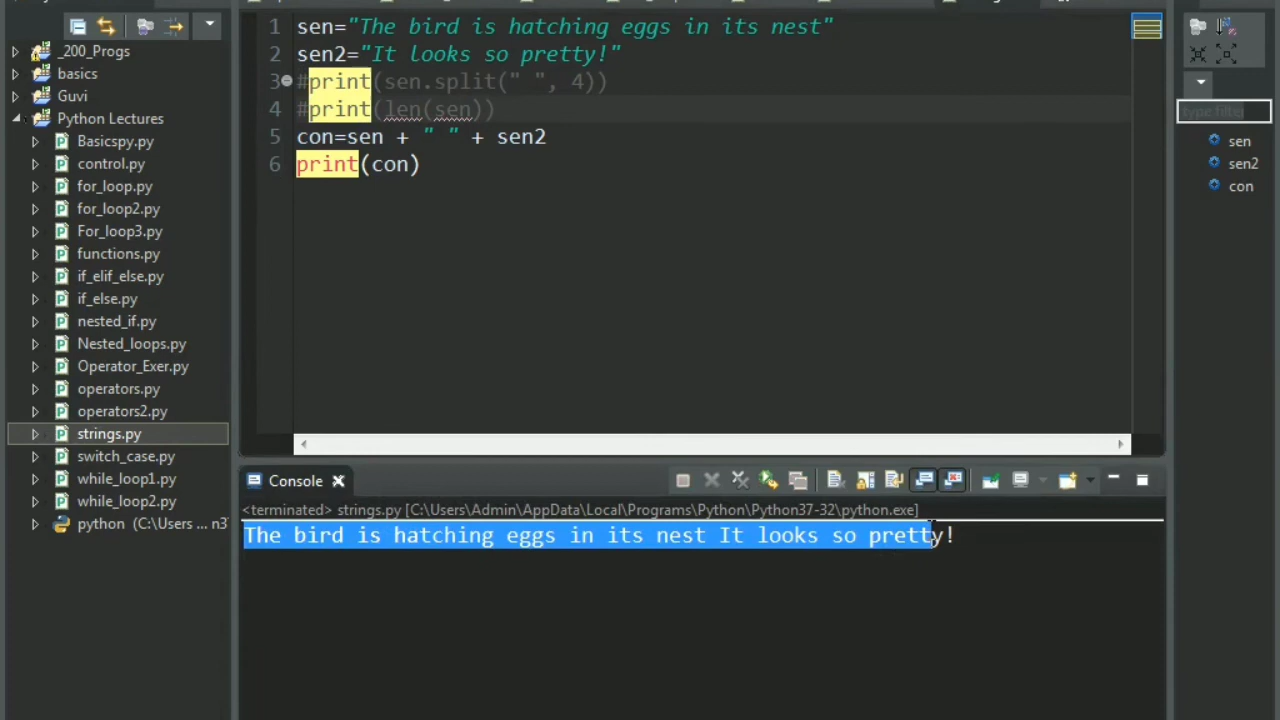 _200_Progs
basics
Guvi
Python Lectures
Basicspy.py
control.py
for_loop.py
for_loop2.py
For_loop3.py
functions.py
if_elif_else.py
if_else.py
nested_if.py
Nested_loops.py
Operator_Exer.py
operators.py
operators2.py
strings.py
switch_case.py
while_loop1.py
while_loop2.py
python (C:\Users ... n3
1 sen="The bird is hatching eggs in its nest"
2 sen2="It looks so pretty!"
3 #print(sen.split(" ", 4))
4 #print(len(sen))
5 con=sen + " " + sen2
6 print(con)
Console
<terminated> strings.py [C:\Users\Admin\AppData\Local\Programs\Python\Python37-32\python.exe]
The bird is hatching eggs in its nest It looks so pretty!
type filter
sen
sen2
con